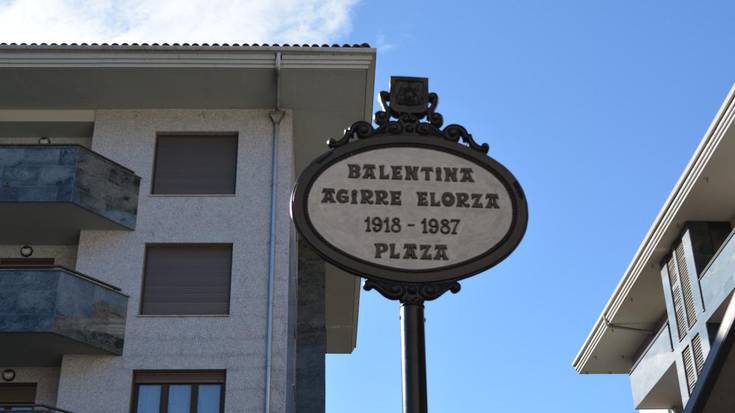 BALENTINA
AGIRRE ELORZA
1918 - 1987
PLAZA